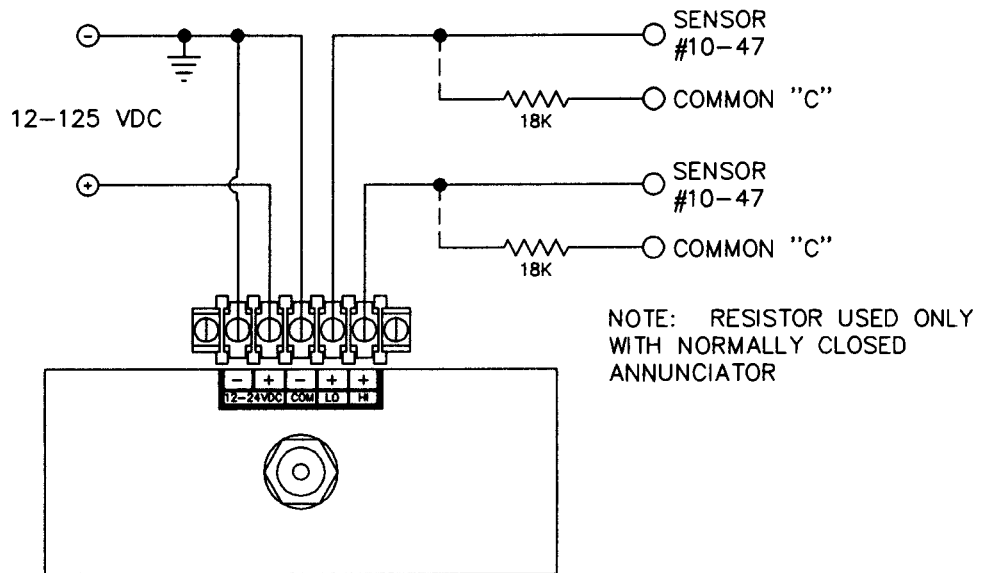 SENSOR
#10-47
COMMON "C"
18K
12-125 VDC
SENSOR
#10-47
COMMON "C"
18K
NOTE: RESISTOR USED ONLY
WITH NORMALLY CLOSED
ANNUNCIATOR
- + - + +
12-24VDC COM LO HI